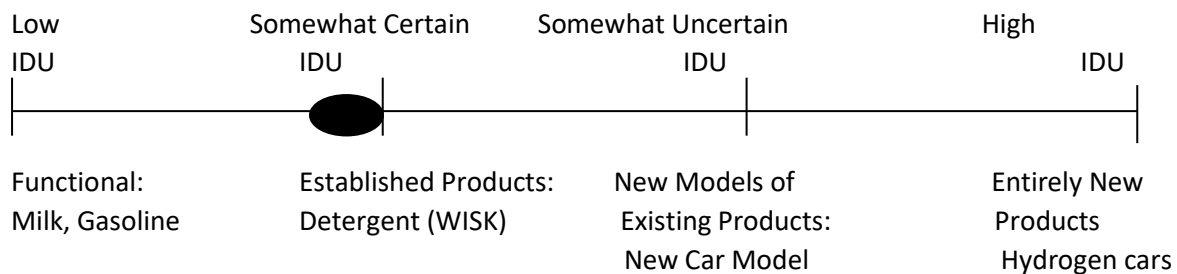 Low Somewhat Certain Somewhat Uncertain High
IDU IDU IDU IDU
Functional: Established Products: New Models of Entirely New
Milk, Gasoline Detergent (WISK) Existing Products: Products
New Car Model Hydrogen cars